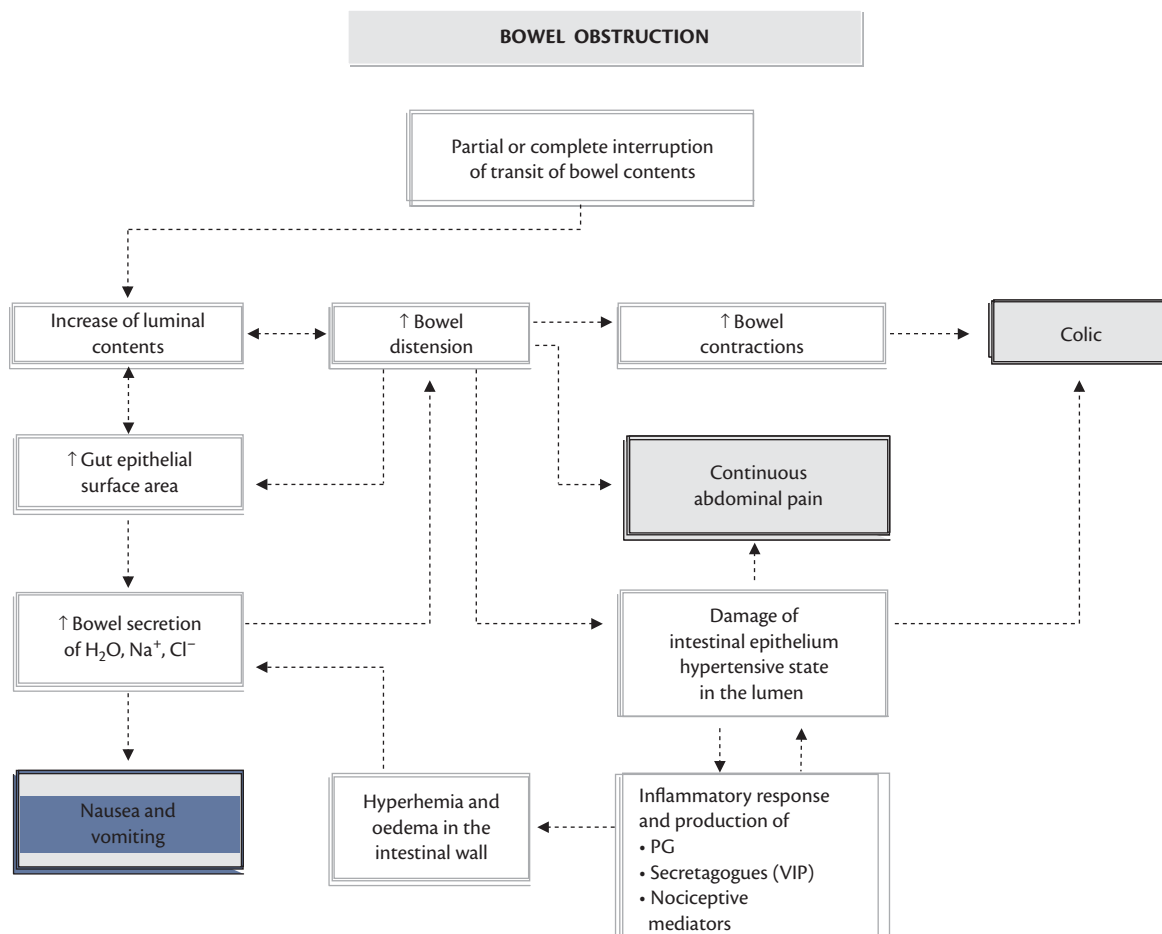 BOWEL OBSTRUCTION
Partial or complete interruption
of transit of bowel contents
Increase of luminal
contents
↑ Bowel
distension
↑ Bowel
contractions
Colic
↑ Gut epithelial
surface area
Continuous
abdominal pain
↑ Bowel secretion
of H₂O, Na⁺, Cl⁻
Damage of
intestinal epithelium
hypertensive state
in the lumen
Nausea and
vomiting
Hyperhemia and
oedema in the
intestinal wall
Inflammatory response
and production of
• PG
• Secretagogues (VIP)
• Nociceptive
mediators